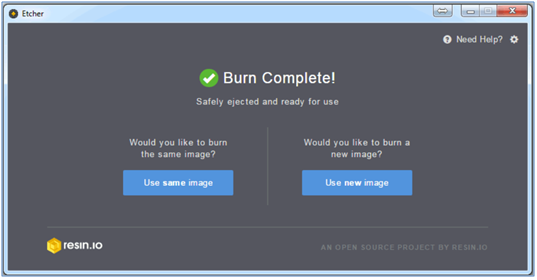 Etcher
Need Help?
Burn Complete!
Safely ejected and ready for use
Would you like to burn
the same image?
Would you like to burn a
new image?
Use same image
Use new image
resin.io
AN OPEN SOURCE PROJECT BY RESIN.IO